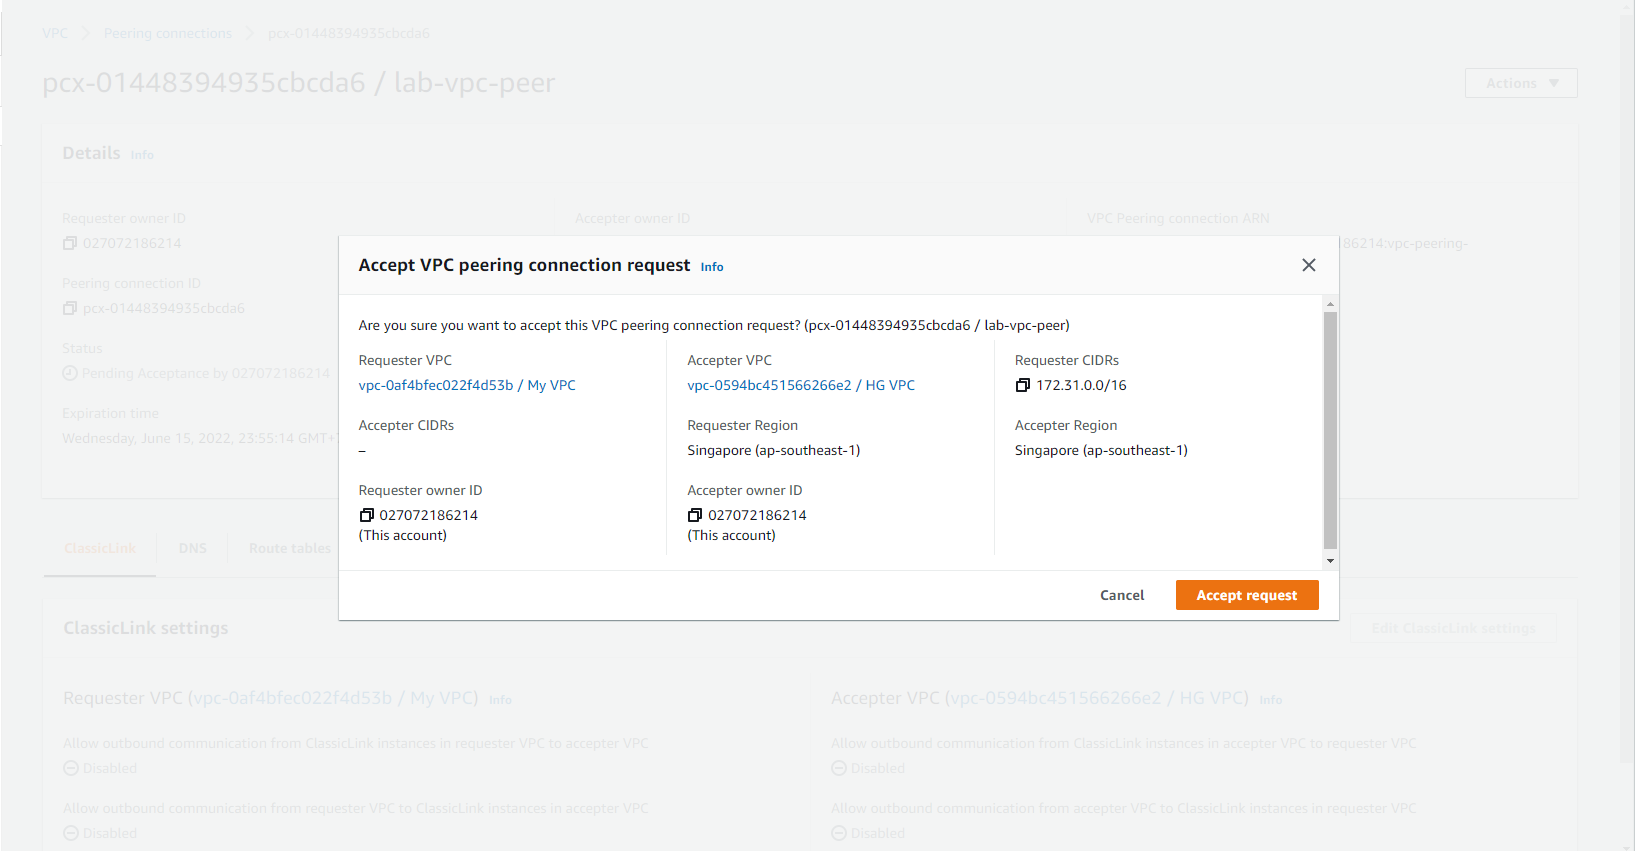 VPC > Peering connections > pcx-01448394935cbcda6
pcx-01448394935cbcda6 / lab-vpc-peer
Actions
Details Info
Requester owner ID
027072186214
Accepter owner ID
VPC Peering connection ARN
86214:vpc-peering-
Peering connection ID
pcx-01448394935cbcda6
Status
Pending Acceptance by 027072186214
Expiration time
Wednesday, June 15, 2022, 23:55:14 GMT+
Accept VPC peering connection request Info
Are you sure you want to accept this VPC peering connection request? (pcx-01448394935cbcda6 / lab-vpc-peer)
Requester VPC
vpc-0af4bfec022f4d53b / My VPC
Accepter VPC
vpc-0594bc451566266e2 / HG VPC
Requester CIDRs
172.31.0.0/16
Accepter CIDRs
–
Requester Region
Singapore (ap-southeast-1)
Accepter Region
Singapore (ap-southeast-1)
Requester owner ID
027072186214
(This account)
Accepter owner ID
027072186214
(This account)
Cancel
Accept request
ClassicLink
DNS
Route tables
ClassicLink settings
Edit ClassicLink settings
Requester VPC (vpc-0af4bfec022f4d53b / My VPC) Info
Allow outbound communication from ClassicLink instances in requester VPC to accepter VPC
Disabled
Allow outbound communication from requester VPC to ClassicLink instances in accepter VPC
Disabled
Accepter VPC (vpc-0594bc451566266e2 / HG VPC) Info
Allow outbound communication from ClassicLink instances in accepter VPC to requester VPC
Disabled
Allow outbound communication from accepter VPC to ClassicLink instances in requester VPC
Disabled